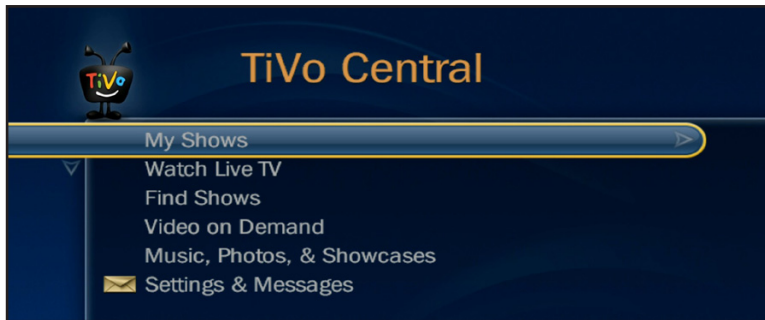 TiVo
TiVo Central
My Shows
Watch Live TV
Find Shows
Video on Demand
Music, Photos, & Showcases
Settings & Messages